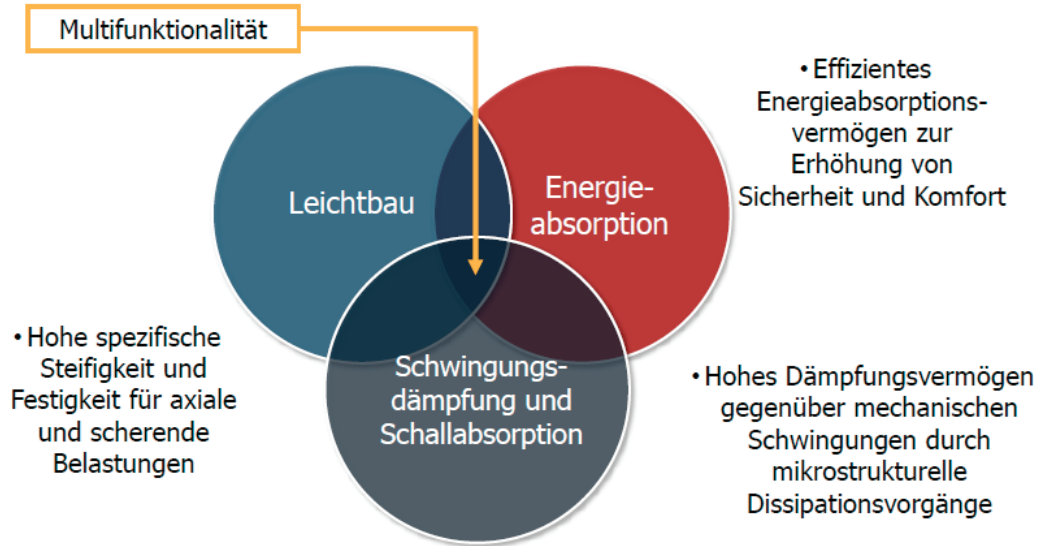 Multifunktionalität
Leichtbau
Energie-
absorption
Schwingungs-
dämpfung und
Schallabsorption
• Effizientes
Energieabsorptions-
vermögen zur
Erhöhung von
Sicherheit und Komfort
• Hohe spezifische
Steifigkeit und
Festigkeit für axiale
und scherende
Belastungen
• Hohes Dämpfungsvermögen
gegenüber mechanischen
Schwingungen durch
mikrostrukturelle
Dissipationsvorgänge